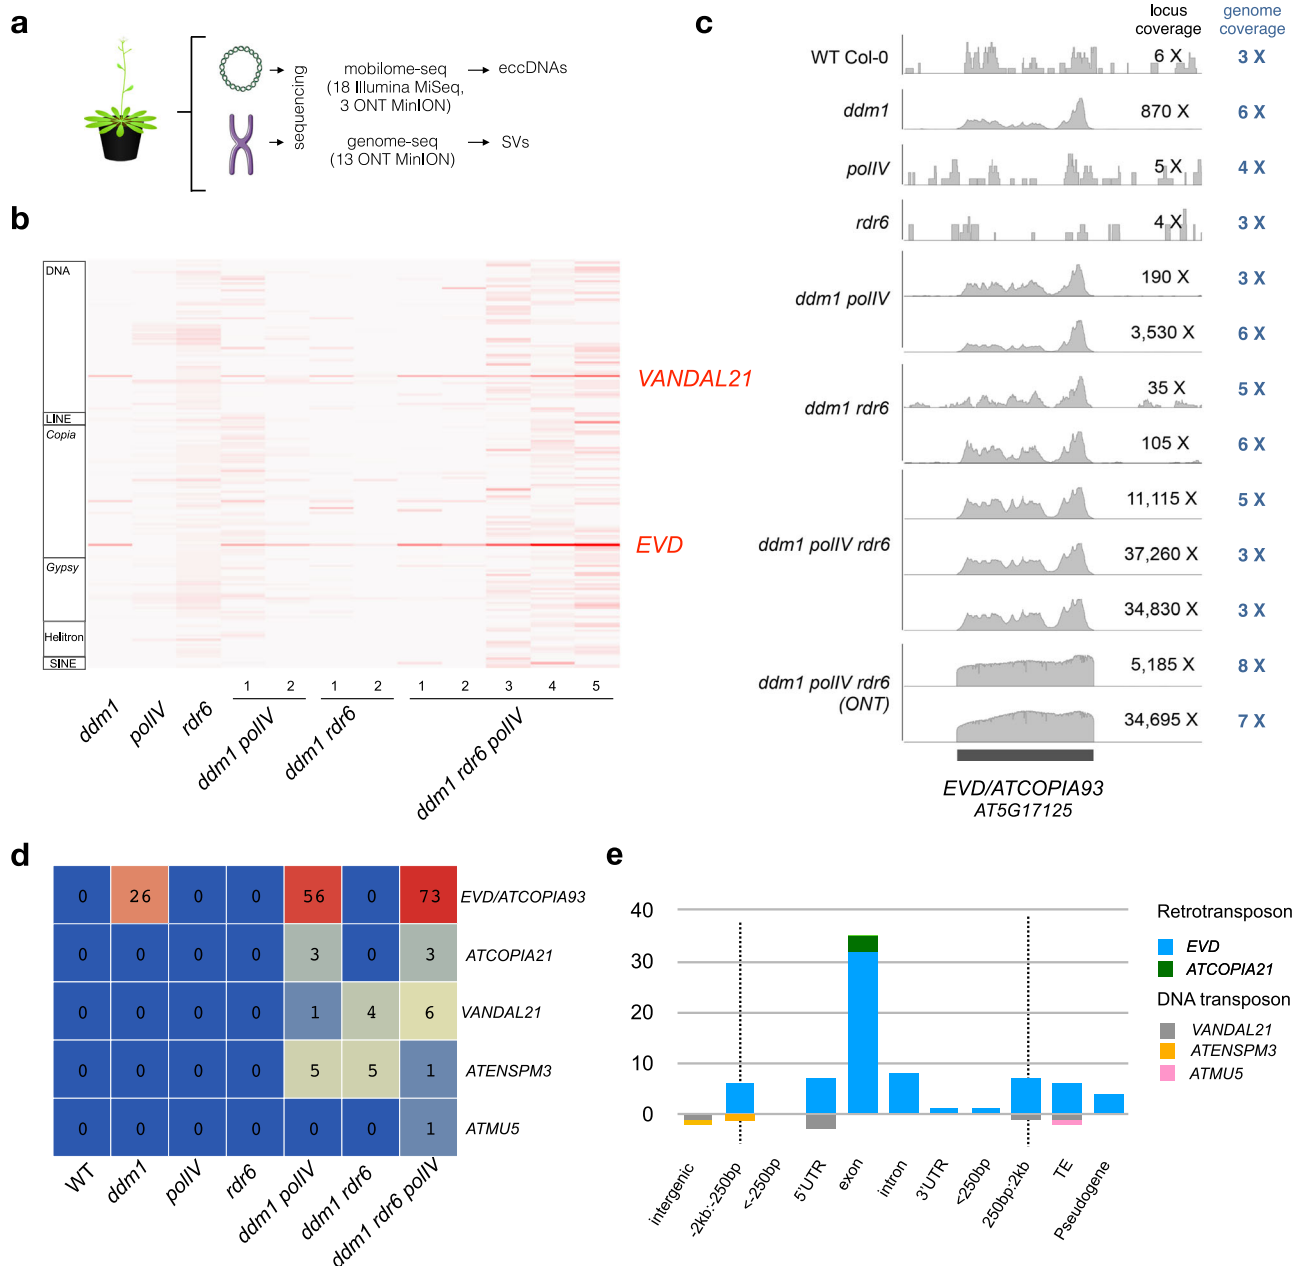 a
sequencing
mobilome-seq
(18 Illumina MiSeq,
3 ONT MinION)
eccDNAs
genome-seq
(13 ONT MinION)
SVs
b
DNA
LINE
Copia
Gypsy
Helitron
SINE
VANDAL21
EVD
1 2 1 2 1 2 3 4 5
ddm1
polIV
rdr6
ddm1 polIV
ddm1 rdr6
ddm1 rdr6 polIV
c
locus
coverage
genome
coverage
WT Col-0 6 X 3 X
ddm1 870 X 6 X
polIV 5 X 4 X
rdr6 4 X 3 X
ddm1 polIV
190 X 3 X
3,530 X 6 X
ddm1 rdr6
35 X 5 X
105 X 6 X
ddm1 polIV rdr6
11,115 X 5 X
37,260 X 3 X
34,830 X 3 X
ddm1 polIV rdr6
(ONT)
5,185 X 8 X
34,695 X 7 X
EVD/ATCOPIA93
AT5G17125
d
0 26 0 0 56 0 73 EVD/ATCOPIA93
0 0 0 0 3 0 3 ATCOPIA21
0 0 0 0 1 4 6 VANDAL21
0 0 0 0 5 5 1 ATENSPM3
0 0 0 0 0 0 1 ATMU5
WT
ddm1
polIV
rdr6
ddm1 polIV
ddm1 rdr6
ddm1 rdr6 polIV
e
40
30
20
10
0
intergenic
-2kb:-250bp
<-250bp
5'UTR
exon
intron
3'UTR
<250bp
250bp:2kb
TE
Pseudogene
Retrotransposon
EVD
ATCOPIA21
DNA transposon
VANDAL21
ATENSPM3
ATMU5